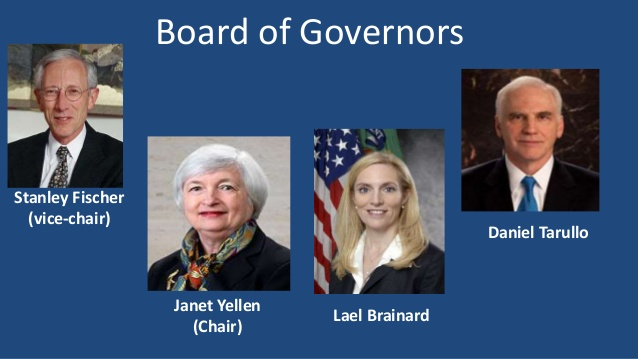 Board of Governors
Stanley Fischer
(vice-chair)
Daniel Tarullo
Janet Yellen
(Chair)
Lael Brainard